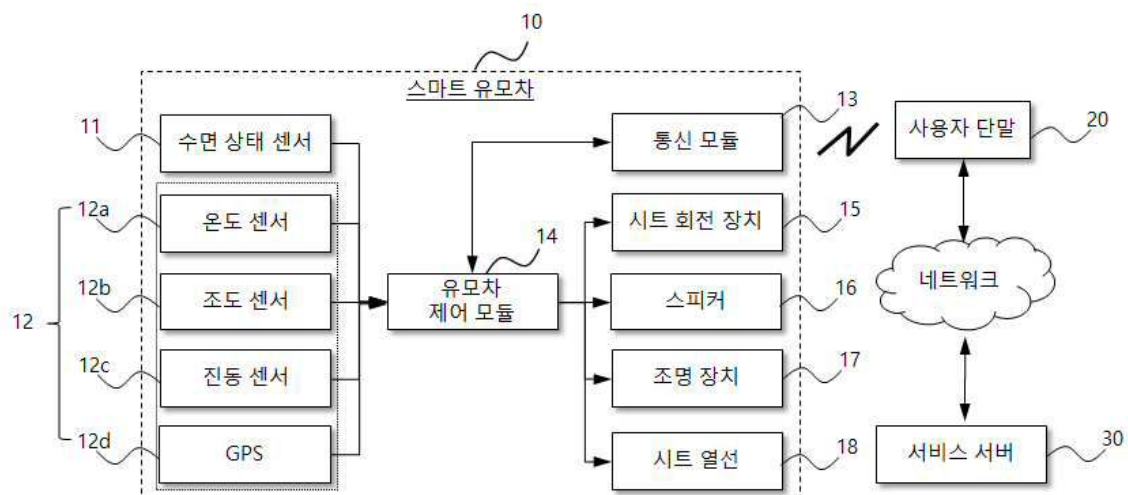 10
스마트 유모차
11
수면 상태 센서
통신 모듈
13
사용자 단말
20
12
12a
온도 센서
시트 회전 장치
15
14
유모차
제어 모듈
12b
조도 센서
스피커
16
네트워크
12c
진동 센서
조명 장치
17
12d
GPS
시트 열선
18
서비스 서버
30